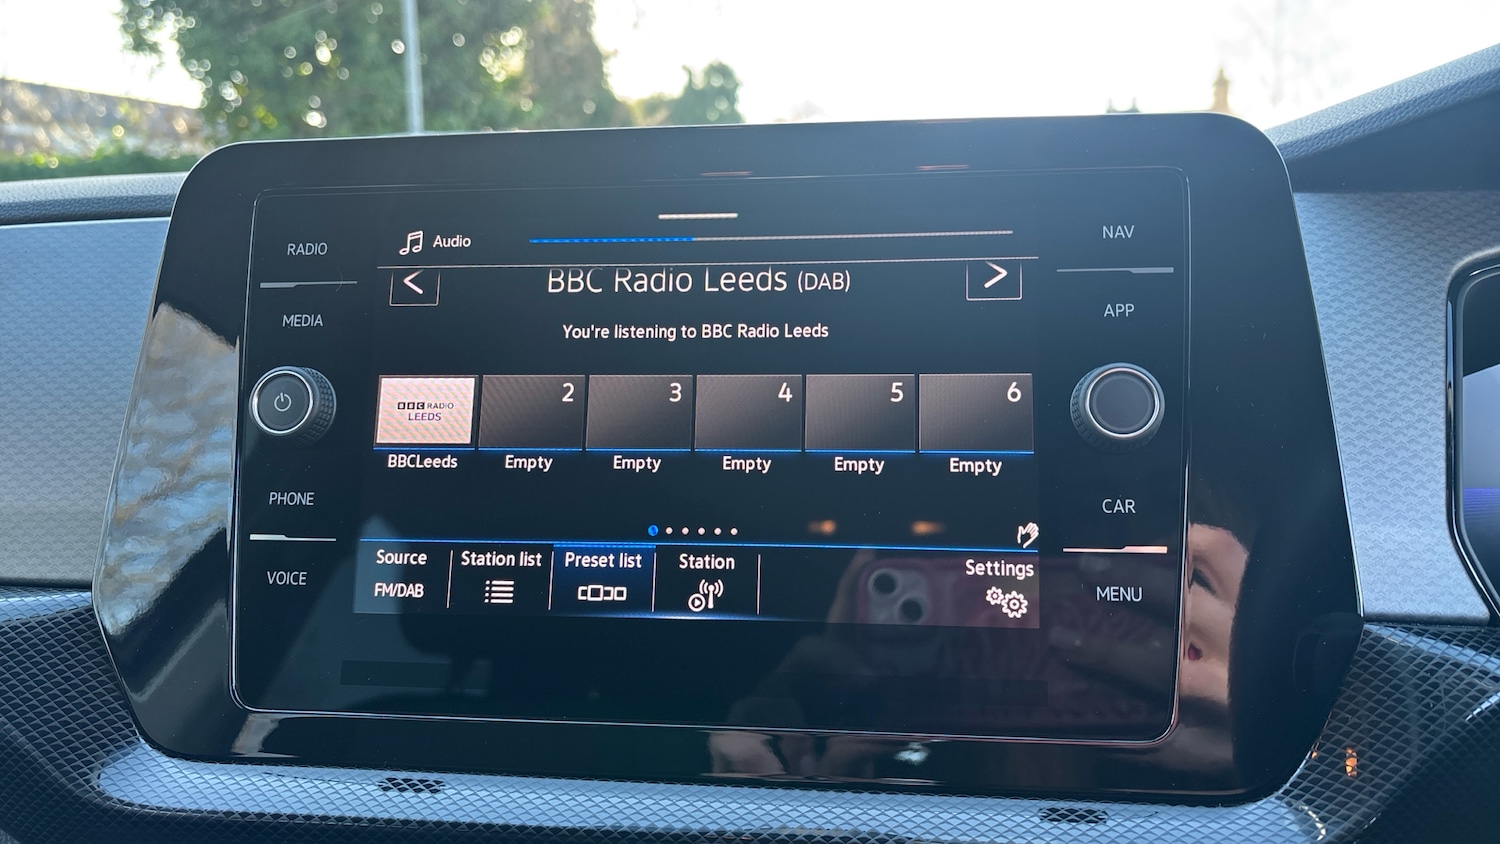 RADIO
MEDIA
PHONE
VOICE
Audio
BBC Radio Leeds (DAB)
You're listening to BBC Radio Leeds
BBC RADIO
LEEDS
2
3
4
5
6
BBCLeeds
Empty
Empty
Empty
Empty
Empty
Source
FM/DAB
Station list
Preset list
Station
Settings
NAV
APP
CAR
MENU